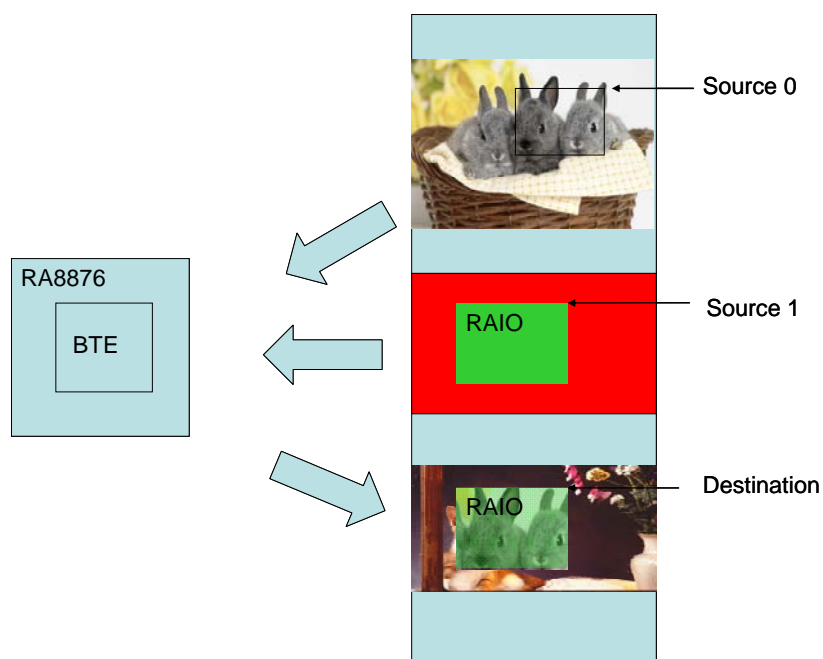 Source 0
RA8876
BTE
Source 1
RAIO
Destination
RAIO